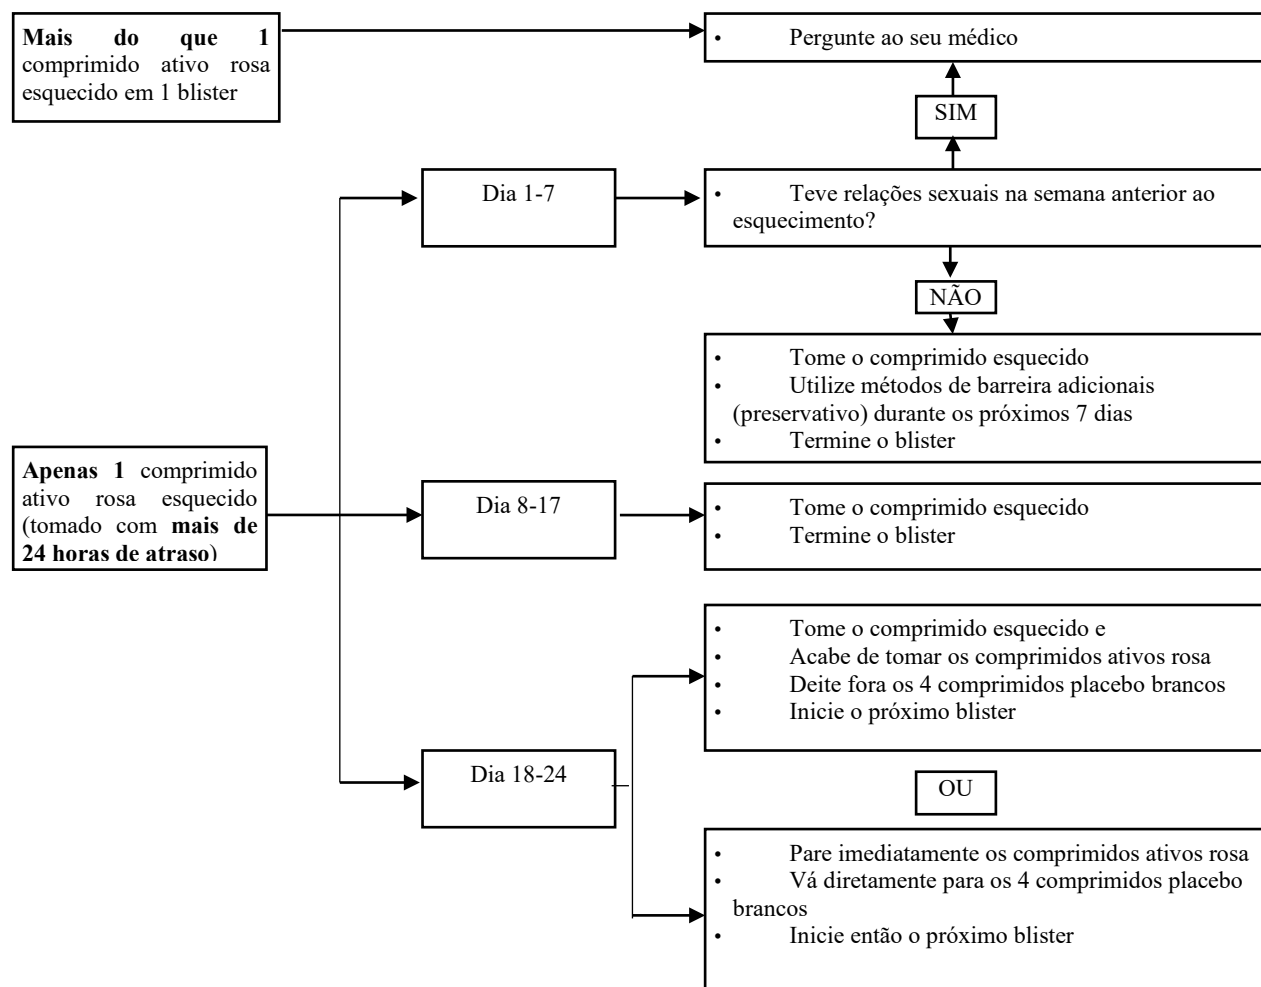 Mais do que 1
comprimido ativo rosa
esquecido em 1 blister
• Pergunte ao seu médico
SIM
Dia 1-7
• Teve relações sexuais na semana anterior ao
esquecimento?
NÃO
• Tome o comprimido esquecido
• Utilize métodos de barreira adicionais
(preservativo) durante os próximos 7 dias
• Termine o blister
Apenas 1 comprimido
ativo rosa esquecido
(tomado com mais de
24 horas de atraso)
Dia 8-17
• Tome o comprimido esquecido
• Termine o blister
Dia 18-24
• Tome o comprimido esquecido e
• Acabe de tomar os comprimidos ativos rosa
• Deite fora os 4 comprimidos placebo brancos
• Inicie o próximo blister
OU
• Pare imediatamente os comprimidos ativos rosa
• Vá diretamente para os 4 comprimidos placebo
brancos
• Inicie então o próximo blister